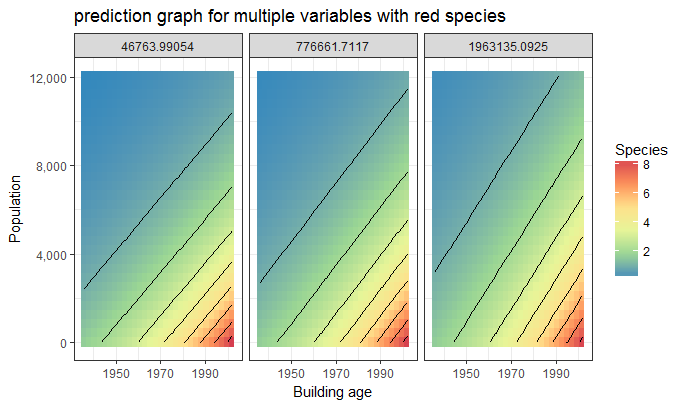 prediction graph for multiple variables with red species
46763.99054 776661.7117 1963135.0925
12,000
8,000
4,000
0
Population
1950 1970 1990 1950 1970 1990 1950 1970 1990
Building age
Species
8
6
4
2